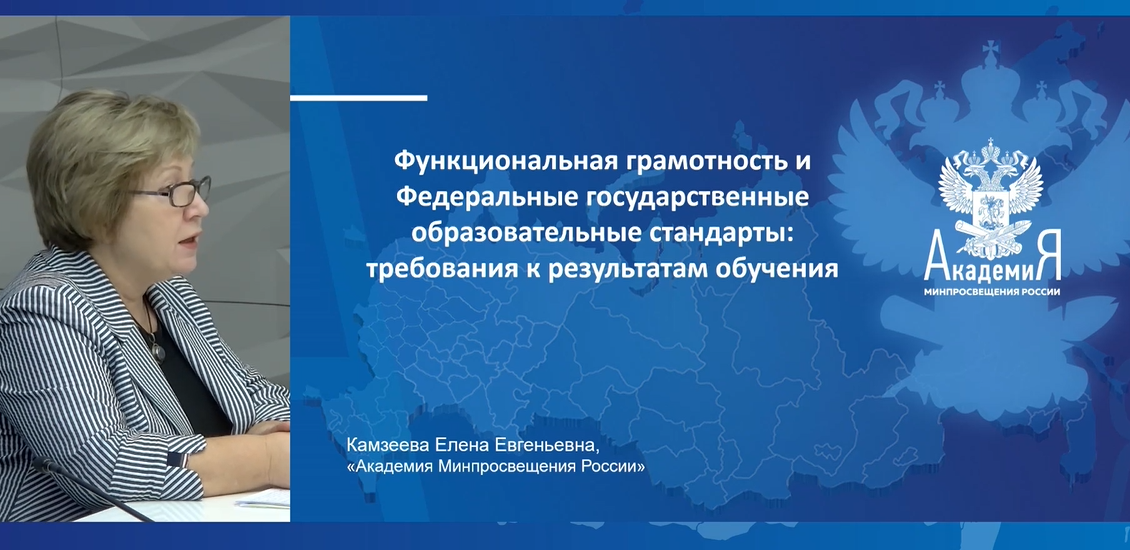 Функциональная грамотность и
Федеральные государственные
образовательные стандарты:
требования к результатам обучения
АкадемиЯ
МИНПРОСВЕЩЕНИЯ РОССИИ
Камзеева Елена Евгеньевна,
«Академия Минпросвещения России»